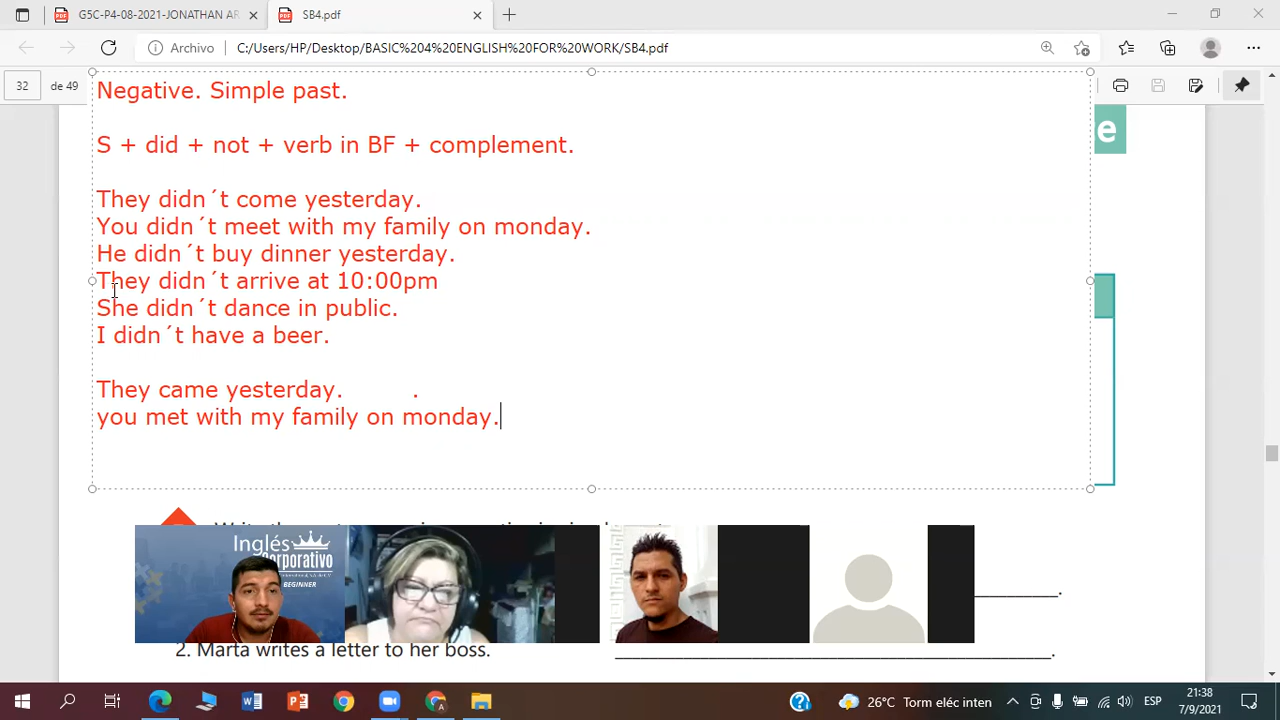 G5C-P4-08-2021-JONATHAN AR
SB4.pdf
Archivo
C:/Users/HP/Desktop/BASIC%204%20ENGLISH%20FOR%20WORK/SB4.pdf
32 de 49
Negative. Simple past.
e
S + did + not + verb in BF + complement.
They didn´t come yesterday.
You didn´t meet with my family on monday.
He didn´t buy dinner yesterday.
They didn´t arrive at 10:00pm
She didn´t dance in public.
I didn´t have a beer.
They came yesterday. .
you met with my family on monday.
Inglés
Corporativo
BEGINNER
2. Marta writes a letter to her boss. ______________________________.
26°C Torm eléc inten
ESP
21:38
7/9/2021